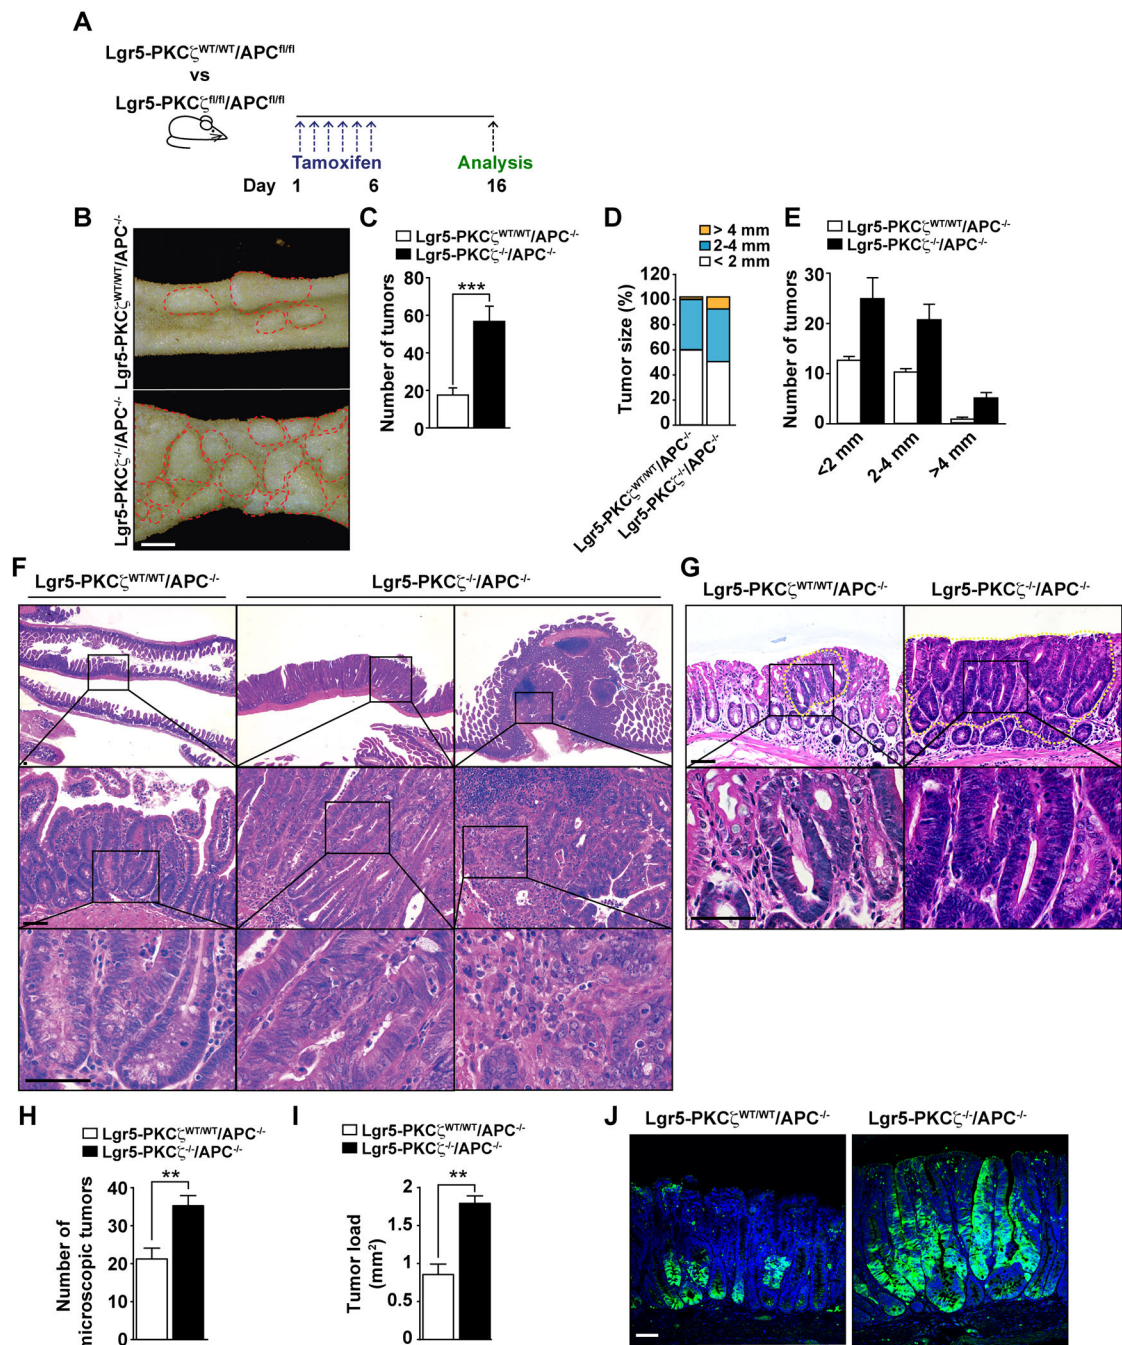 A
Lgr5-PKCζWT/WT/APCfl/fl
vs
Lgr5-PKCζfl/fl/APCfl/fl
Tamoxifen
Analysis
Day 1 6 16
B
Lgr5-PKCζWT/WT/APC-/-
Lgr5-PKCζ-/-/APC-/-
C
Lgr5-PKCζWT/WT/APC-/-
Lgr5-PKCζ-/-/APC-/-
Number of tumors
80
60
40
20
0
***
D
> 4 mm
2-4 mm
< 2 mm
Tumor size (%)
120
100
80
60
40
20
0
Lgr5-PKCζWT/WT/APC-/-
Lgr5-PKCζ-/-/APC-/-
E
Lgr5-PKCζWT/WT/APC-/-
Lgr5-PKCζ-/-/APC-/-
Number of tumors
30
20
10
0
<2 mm
2-4 mm
>4 mm
F
Lgr5-PKCζWT/WT/APC-/-
Lgr5-PKCζ-/-/APC-/-
G
Lgr5-PKCζWT/WT/APC-/-
Lgr5-PKCζ-/-/APC-/-
H
Lgr5-PKCζWT/WT/APC-/-
Lgr5-PKCζ-/-/APC-/-
Number of
microscopic tumors
40
30
20
10
0
**
I
Lgr5-PKCζWT/WT/APC-/-
Lgr5-PKCζ-/-/APC-/-
Tumor load
(mm2)
2
1.5
1
0.5
0
**
J
Lgr5-PKCζWT/WT/APC-/-
Lgr5-PKCζ-/-/APC-/-